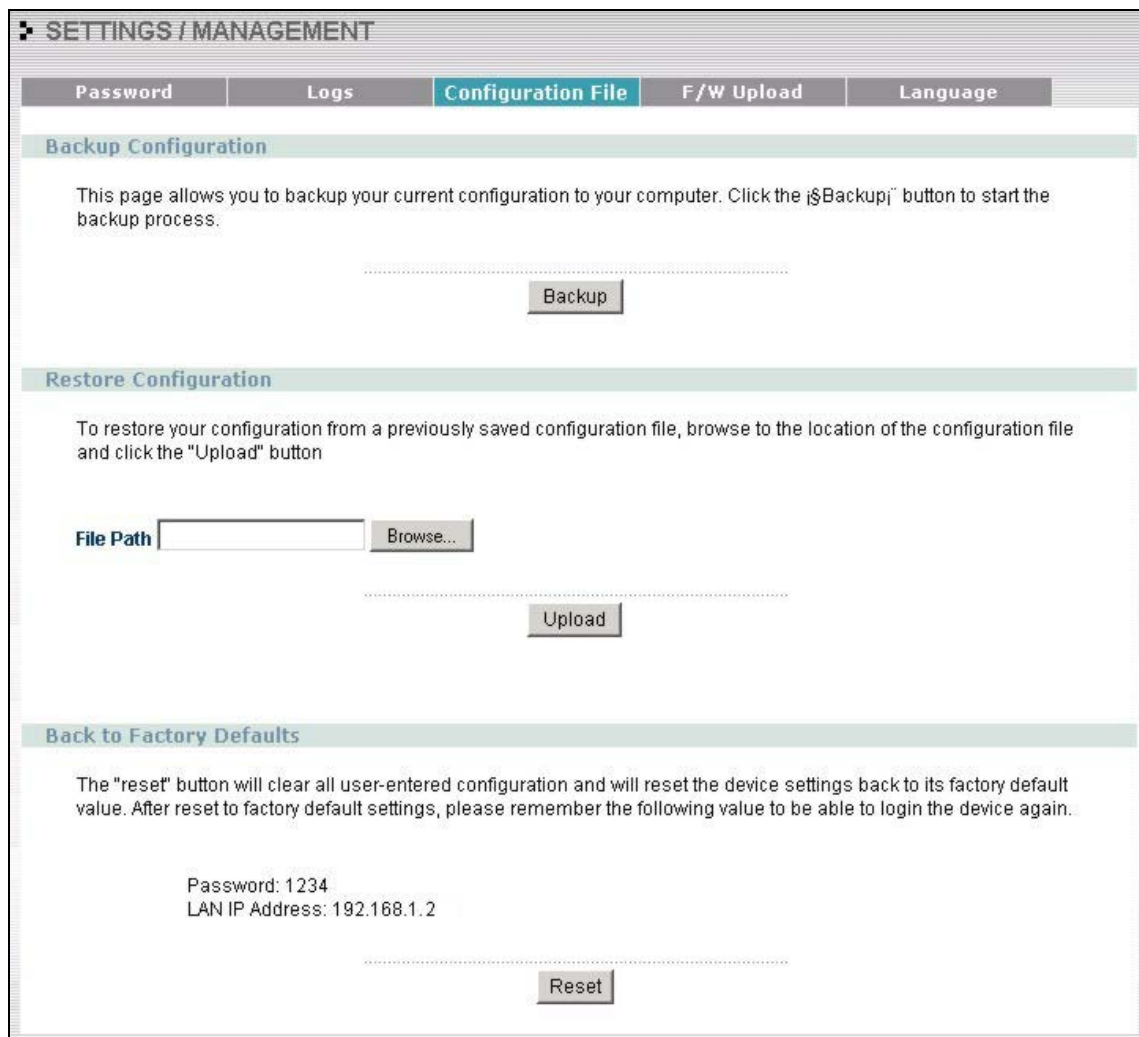 SETTINGS / MANAGEMENT
Password Logs Configuration File F/W Upload Language
Backup Configuration
This page allows you to backup your current configuration to your computer. Click the ¡§Backup¡¨ button to start the
backup process.
Backup
Restore Configuration
To restore your configuration from a previously saved configuration file, browse to the location of the configuration file
and click the "Upload" button
File Path Browse...
Upload
Back to Factory Defaults
The "reset" button will clear all user-entered configuration and will reset the device settings back to its factory default
value. After reset to factory default settings, please remember the following value to be able to login the device again.
Password: 1234
LAN IP Address: 192.168.1.2
Reset